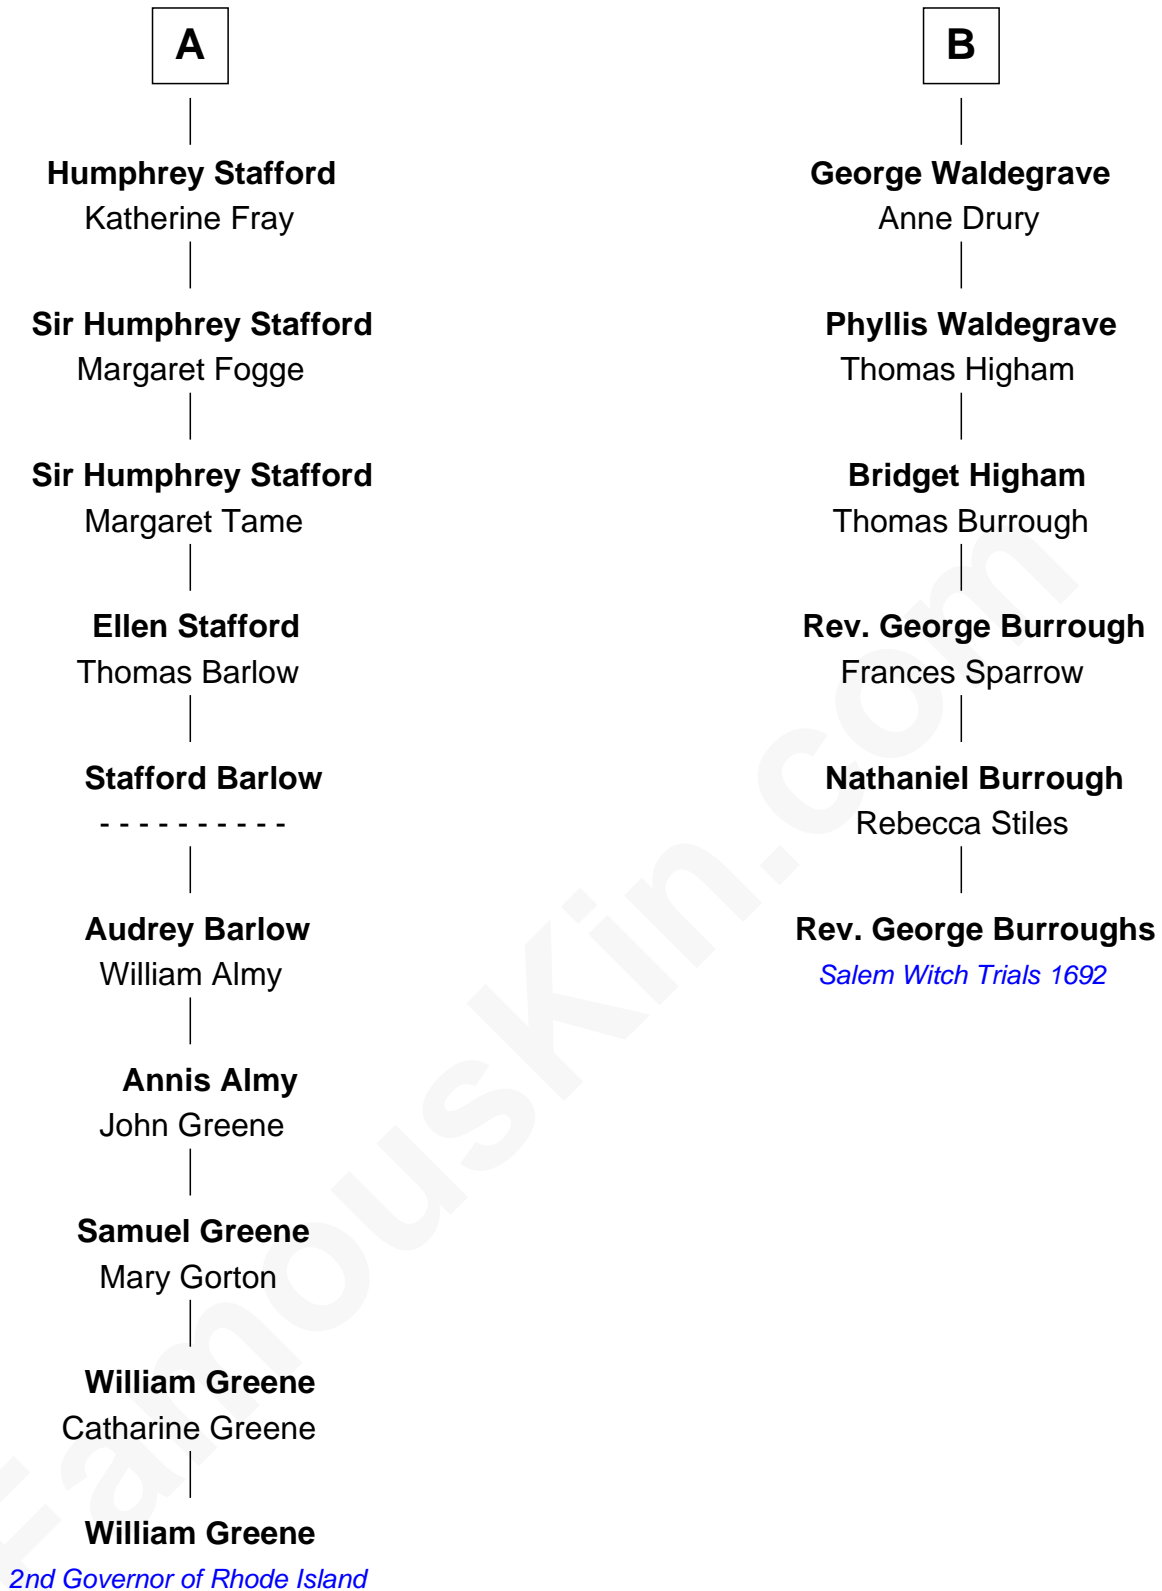 A
Humphrey Stafford
Katherine Fray
Sir Humphrey Stafford
Margaret Fogge
Sir Humphrey Stafford
Margaret Tame
Ellen Stafford
Thomas Barlow
Stafford Barlow
- - - - - - - - - -
Audrey Barlow
William Almy
Annis Almy
John Greene
Samuel Greene
Mary Gorton
William Greene
Catharine Greene
William Greene
2nd Governor of Rhode Island
B
George Waldegrave
Anne Drury
Phyllis Waldegrave
Thomas Higham
Bridget Higham
Thomas Burrough
Rev. George Burrough
Frances Sparrow
Nathaniel Burrough
Rebecca Stiles
Rev. George Burroughs
Salem Witch Trials 1692
FamousKin.com